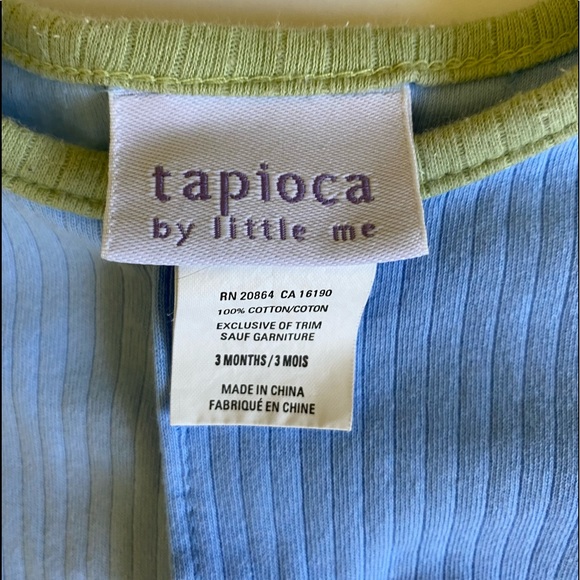 tapioca
by little me
RN 20864 CA 16190
100% COTTON/COTON
EXCLUSIVE OF TRIM
SAUF GARNITURE
3 MONTHS/3 MOIS
MADE IN CHINA
FABRIQUÉ EN CHINE